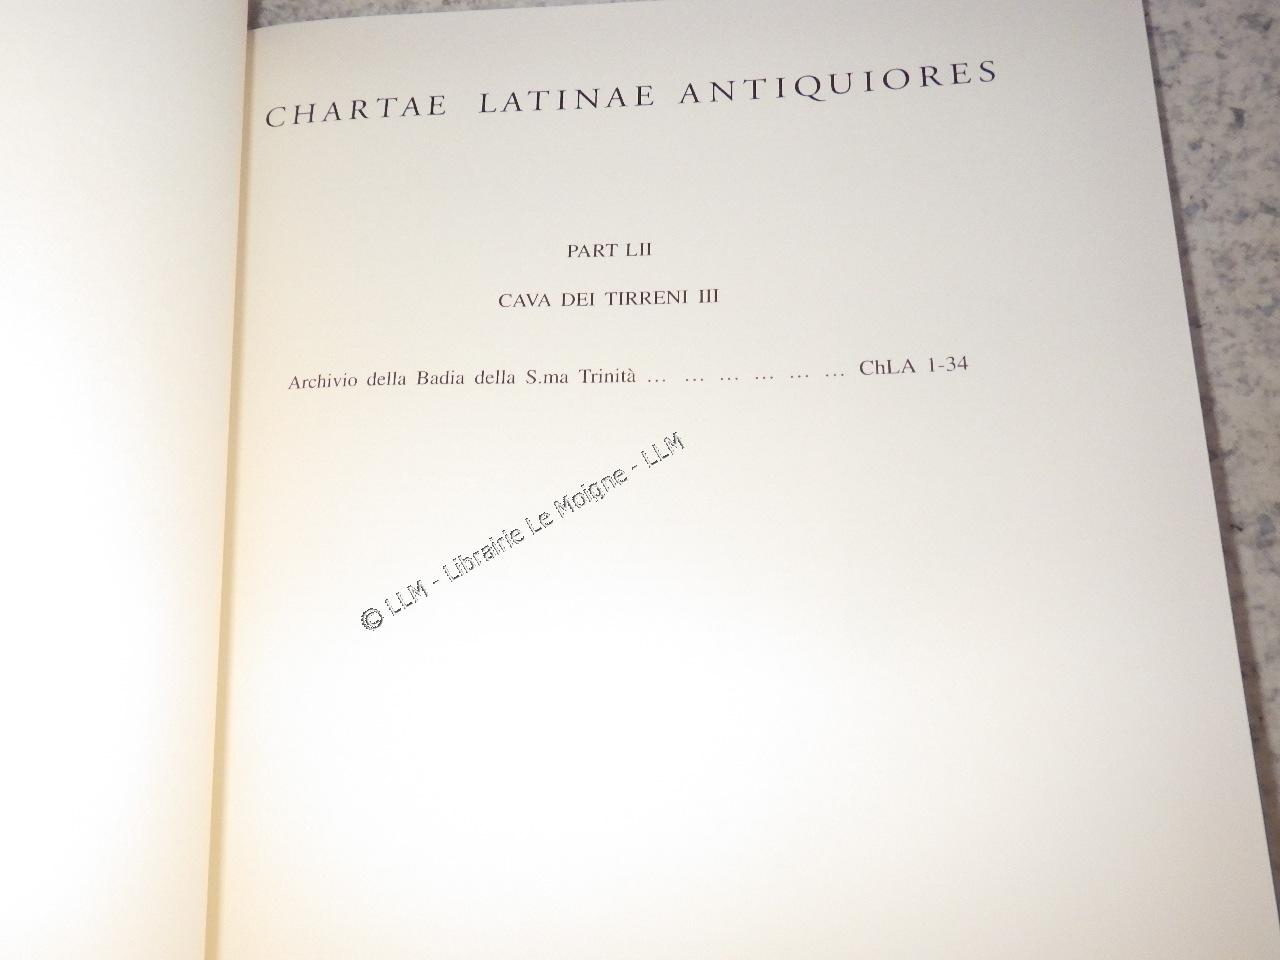 CHARTAE LATINAE ANTIQUIORES
PART LII
CAVA DEI TIRRENI III
Archivio della Badia della S.ma Trinità ... ... ... ... ... ... ChLA 1-34
© LLM - Librairie Le Moigne - LLM